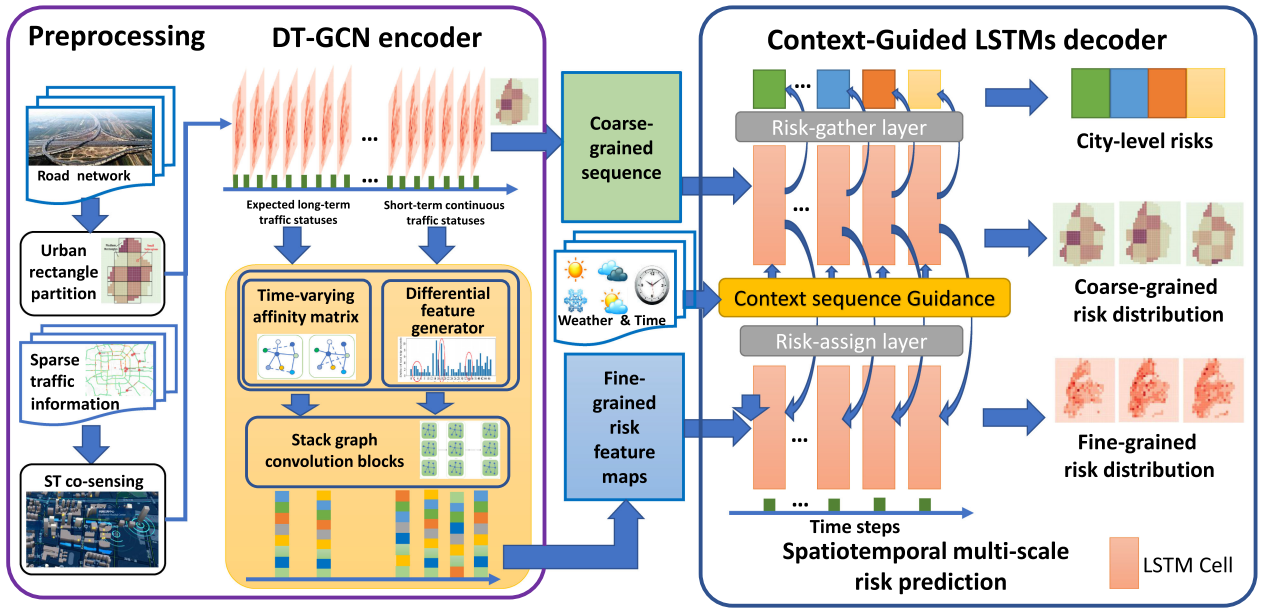 Preprocessing
DT-GCN encoder
Road network
Urban
rectangle
partition
Sparse
traffic
information
ST co-sensing
...
...
Expected long-term
traffic statuses
Short-term continuous
traffic statuses
Time-varying
affinity matrix
Differential
feature
generator
Stack graph
convolution blocks
Coarse-
grained
sequence
Weather & Time
Fine-
grained
risk
feature
maps
Context-Guided LSTMs decoder
...
Risk-gather layer
...
Context sequence Guidance
Risk-assign layer
...
...
Time steps
Spatiotemporal multi-scale
risk prediction
City-level risks
Coarse-grained
risk distribution
Fine-grained
risk distribution
LSTM Cell